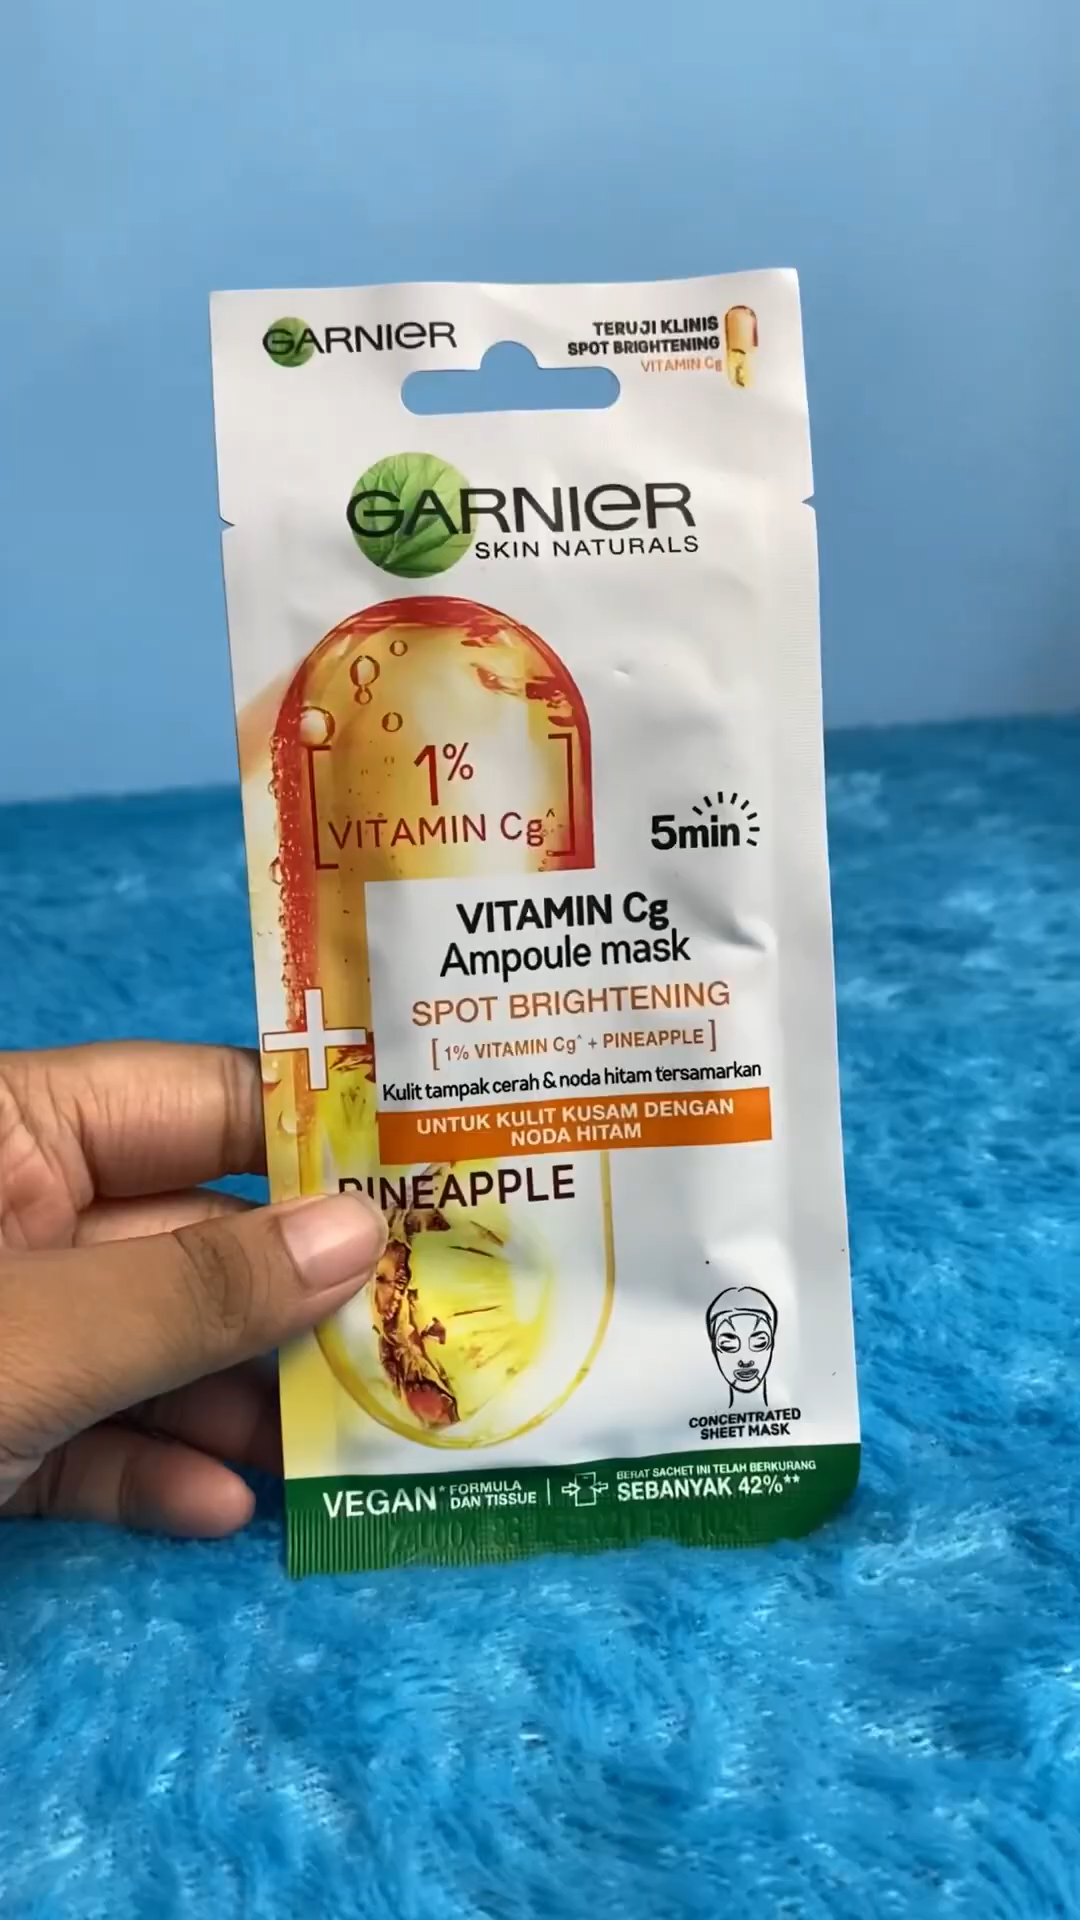 GARNIER
TERUJI KLINIS
SPOT BRIGHTENING
VITAMIN Cg
GARNIER
SKIN NATURALS
1%
VITAMIN Cg^
5min
VITAMIN Cg
Ampoule mask
SPOT BRIGHTENING
[1% VITAMIN Cg^ + PINEAPPLE]
Kulit tampak cerah & noda hitam tersamarkan
UNTUK KULIT KUSAM DENGAN
NODA HITAM
PINEAPPLE
CONCENTRATED
SHEET MASK
VEGAN* FORMULA
DAN TISSUE
BERAT SACHET INI TELAH BERKURANG
SEBANYAK 42%**